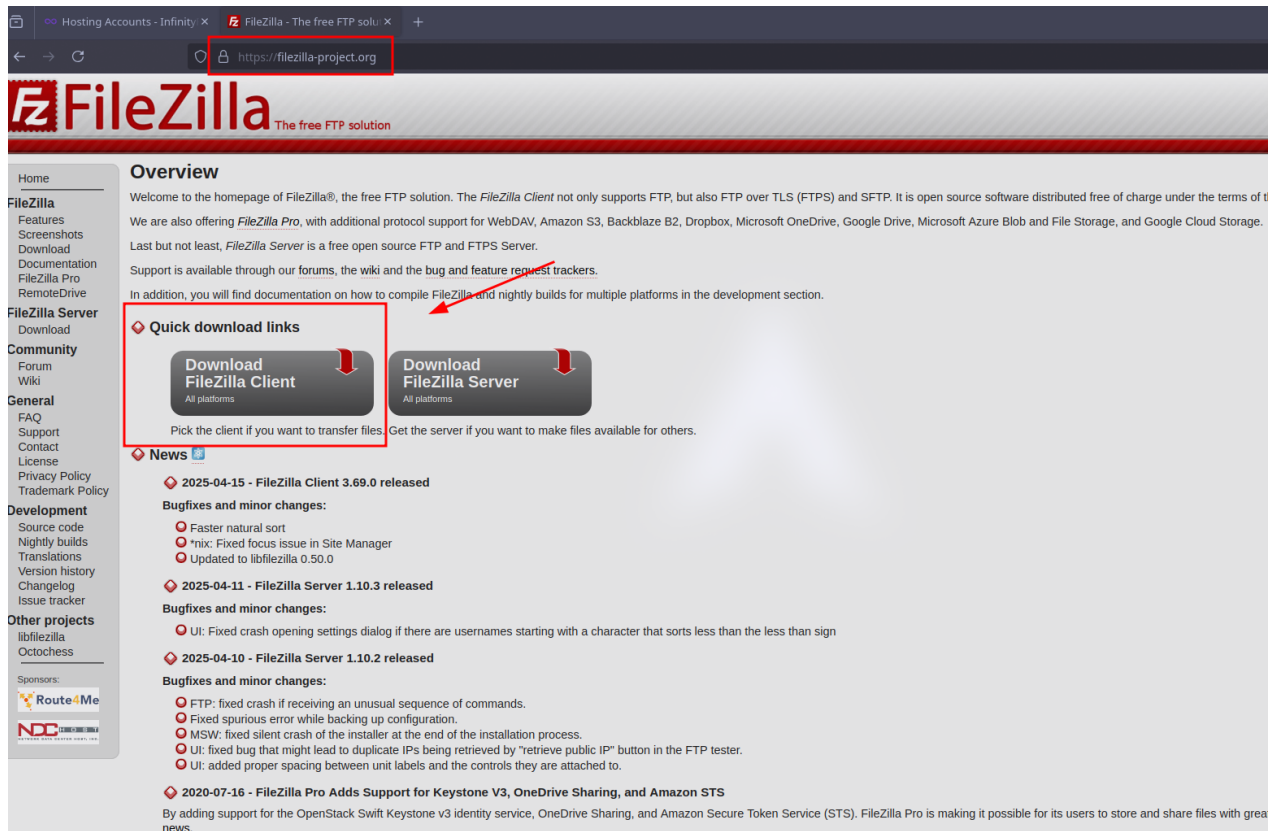 Hosting Accounts - Infinity
FileZilla - The free FTP solu
https://filezilla-project.org
FileZilla The free FTP solution
Home
FileZilla
Features
Screenshots
Download
Documentation
FileZilla Pro
RemoteDrive
FileZilla Server
Download
Community
Forum
Wiki
General
FAQ
Support
Contact
License
Privacy Policy
Trademark Policy
Development
Source code
Nightly builds
Translations
Version history
Changelog
Issue tracker
Other projects
libfilezilla
Octochess
Sponsors:
Route4Me
NDCHOST
Overview
Welcome to the homepage of FileZilla®, the free FTP solution. The FileZilla Client not only supports FTP, but also FTP over TLS (FTPS) and SFTP. It is open source software distributed free of charge under the terms of t
We are also offering FileZilla Pro, with additional protocol support for WebDAV, Amazon S3, Backblaze B2, Dropbox, Microsoft OneDrive, Google Drive, Microsoft Azure Blob and File Storage, and Google Cloud Storage.
Last but not least, FileZilla Server is a free open source FTP and FTPS Server.
Support is available through our forums, the wiki and the bug and feature request trackers.
In addition, you will find documentation on how to compile FileZilla and nightly builds for multiple platforms in the development section.
Quick download links
Download
FileZilla Client
All platforms
Download
FileZilla Server
All platforms
Pick the client if you want to transfer files. Get the server if you want to make files available for others.
News
2025-04-15 - FileZilla Client 3.69.0 released
Bugfixes and minor changes:
Faster natural sort
*nix: Fixed focus issue in Site Manager
Updated to libfilezilla 0.50.0
2025-04-11 - FileZilla Server 1.10.3 released
Bugfixes and minor changes:
UI: Fixed crash opening settings dialog if there are usernames starting with a character that sorts less than the less than sign
2025-04-10 - FileZilla Server 1.10.2 released
Bugfixes and minor changes:
FTP: fixed crash if receiving an unusual sequence of commands.
Fixed spurious error while backing up configuration.
MSW: fixed silent crash of the installer at the end of the installation process.
UI: fixed bug that might lead to duplicate IPs being retrieved by "retrieve public IP" button in the FTP tester.
UI: added proper spacing between unit labels and the controls they are attached to.
2020-07-16 - FileZilla Pro Adds Support for Keystone V3, OneDrive Sharing, and Amazon STS
By adding support for the OpenStack Swift Keystone v3 identity service, OneDrive Sharing, and Amazon Secure Token Service (STS). FileZilla Pro is making it possible for its users to store and share files with grea
news.